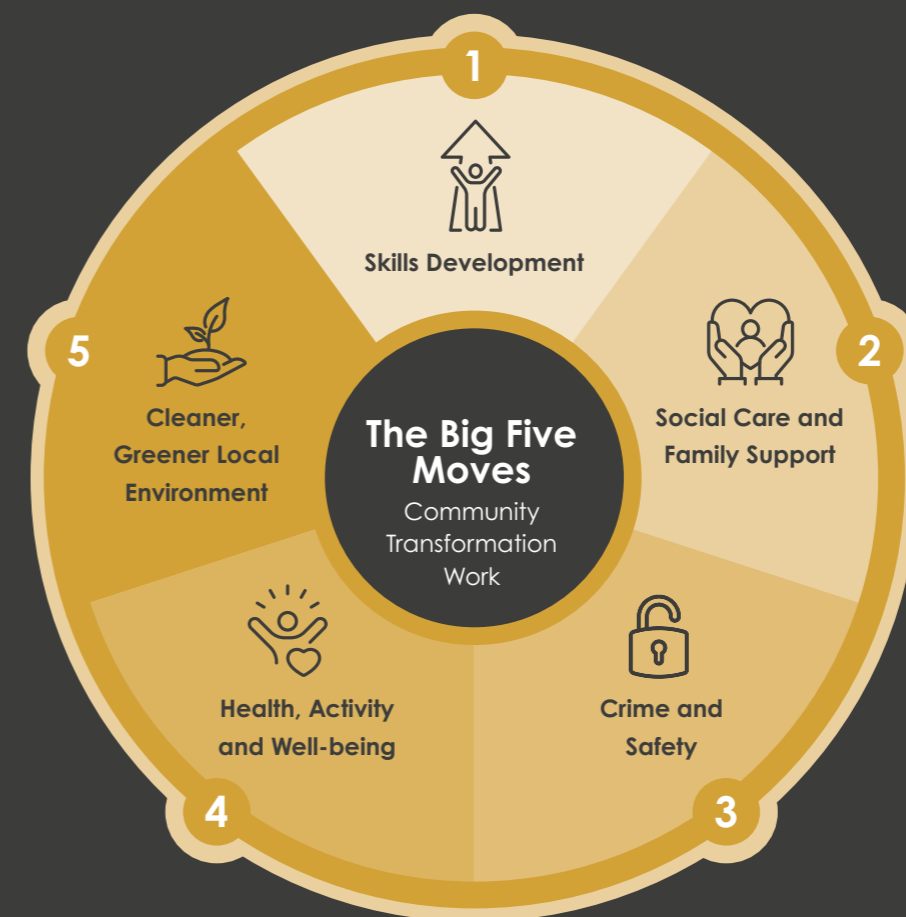 1
Skills Development
2
Social Care and
Family Support
3
Crime and
Safety
4
Health, Activity
and Well-being
5
Cleaner,
Greener Local
Environment
The Big Five
Moves
Community
Transformation
Work